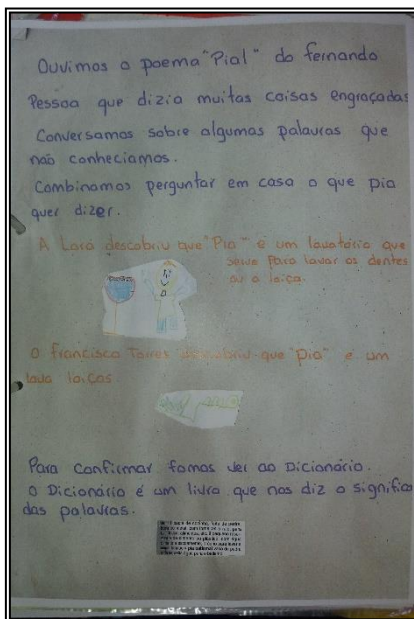 Ouvimos o poema "Pial" do fernando
Pessoa que dizia muitas coisas engraçadas
Conversamos sobre algumas palavras que
não conheciamos.
Combinamos perguntar em casa o que pia
quer dizer.
A Lara descobriu que "Pia" é um lavatório que
serve para lavar os dentes
ou a loiça.
O francisco Torres descobriu que "pia" é um
lava loiças.
Para confirmar fomos ver ao Dicionário.
O Dicionário é um livro que nos diz o significa
das palavras.